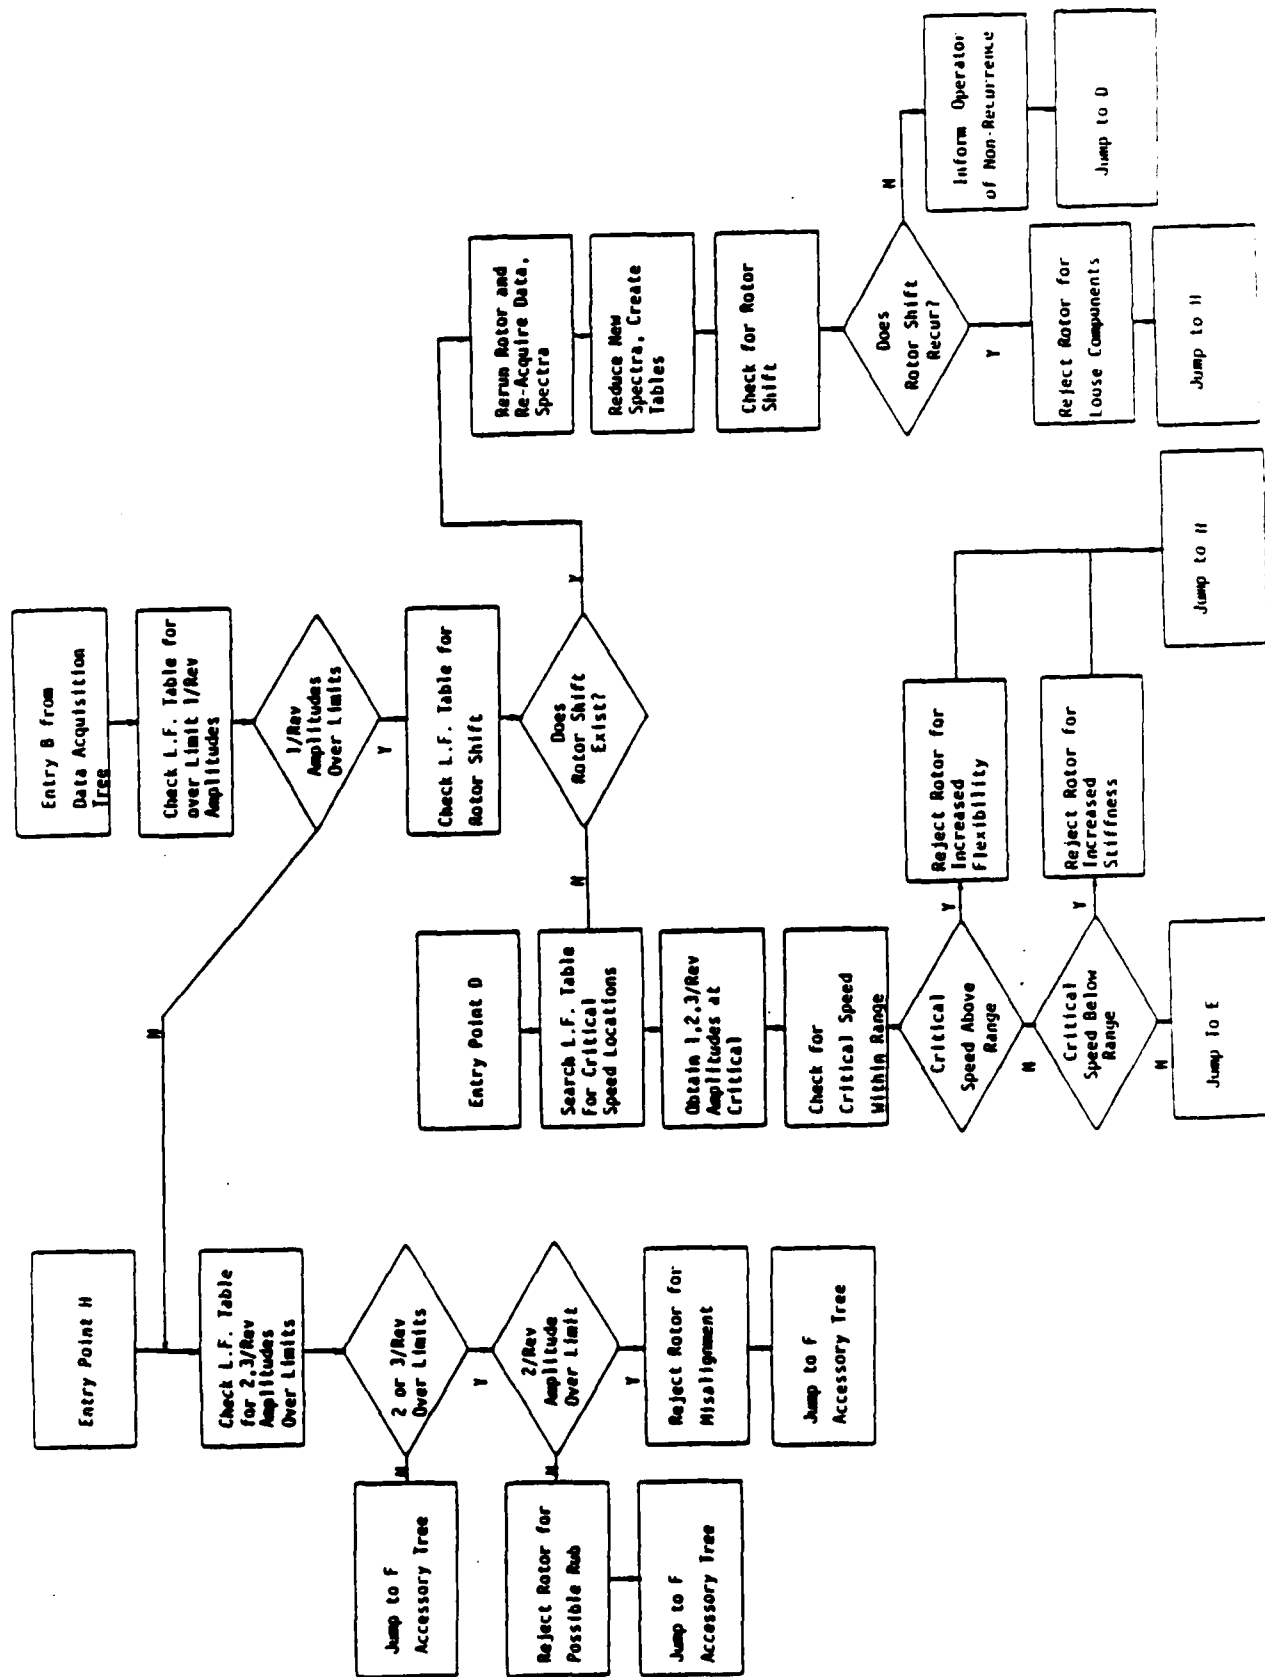 Entry Point H
Check L.F. Table
for 2,3/Rev
Amplitudes
Over Limits
2 or 3/Rev
Over Limits
N
Y
Jump to F
Accessory Tree
2/Rev
Amplitude
Over Limit
N
Y
Reject Rotor for
Possible Rub
Jump to F
Accessory Tree
Reject Rotor for
Misalignment
Jump to F
Accessory Tree
Entry B from
Data Acquisition
Tree
Check L.F. Table for
over Limit 1/Rev
Amplitudes
1/Rev
Amplitudes
Over Limits
N
Y
Check L.F. Table for
Rotor Shift
Does
Rotor Shift
Exist?
N
Y
Entry Point D
Search L.F. Table
For Critical
Speed Locations
Obtain 1,2,3/Rev
Amplitudes at
Critical
Check for
Critical Speed
Within Range
Critical
Speed Above
Range
Y
N
Reject Rotor for
Increased
Flexibility
Critical
Speed Below
Range
Y
N
Reject Rotor for
Increased
Stiffness
Jump To E
Jump to H
Rerun Rotor and
Re-Acquire Data,
Spectra
Reduce New
Spectra, Create
Tables
Check for Rotor
Shift
Does
Rotor Shift
Recur?
N
Y
Inform Operator
of Non-Recurrence
Jump to D
Reject Rotor for
Loose Components
Jump to H